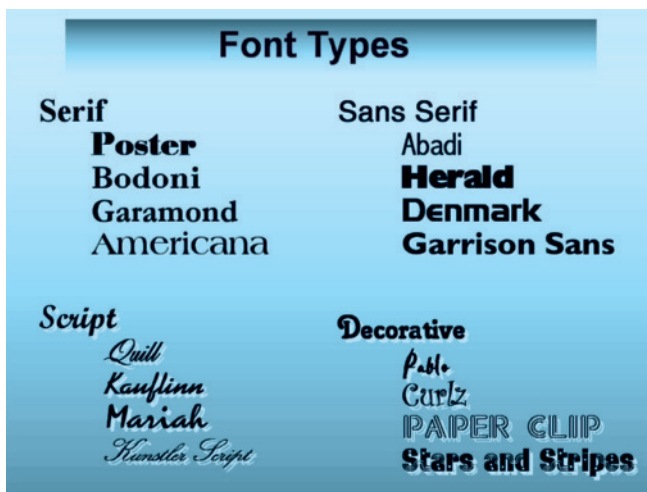 Font Types
Serif
Poster
Bodoni
Garamond
Americana
Sans Serif
Abadi
Herald
Denmark
Garrison Sans
Script
Quill
Kauflinn
Mariah
Kunstler Script
Decorative
Pablo
Curlz
PAPER CLIP
Stars and Stripes